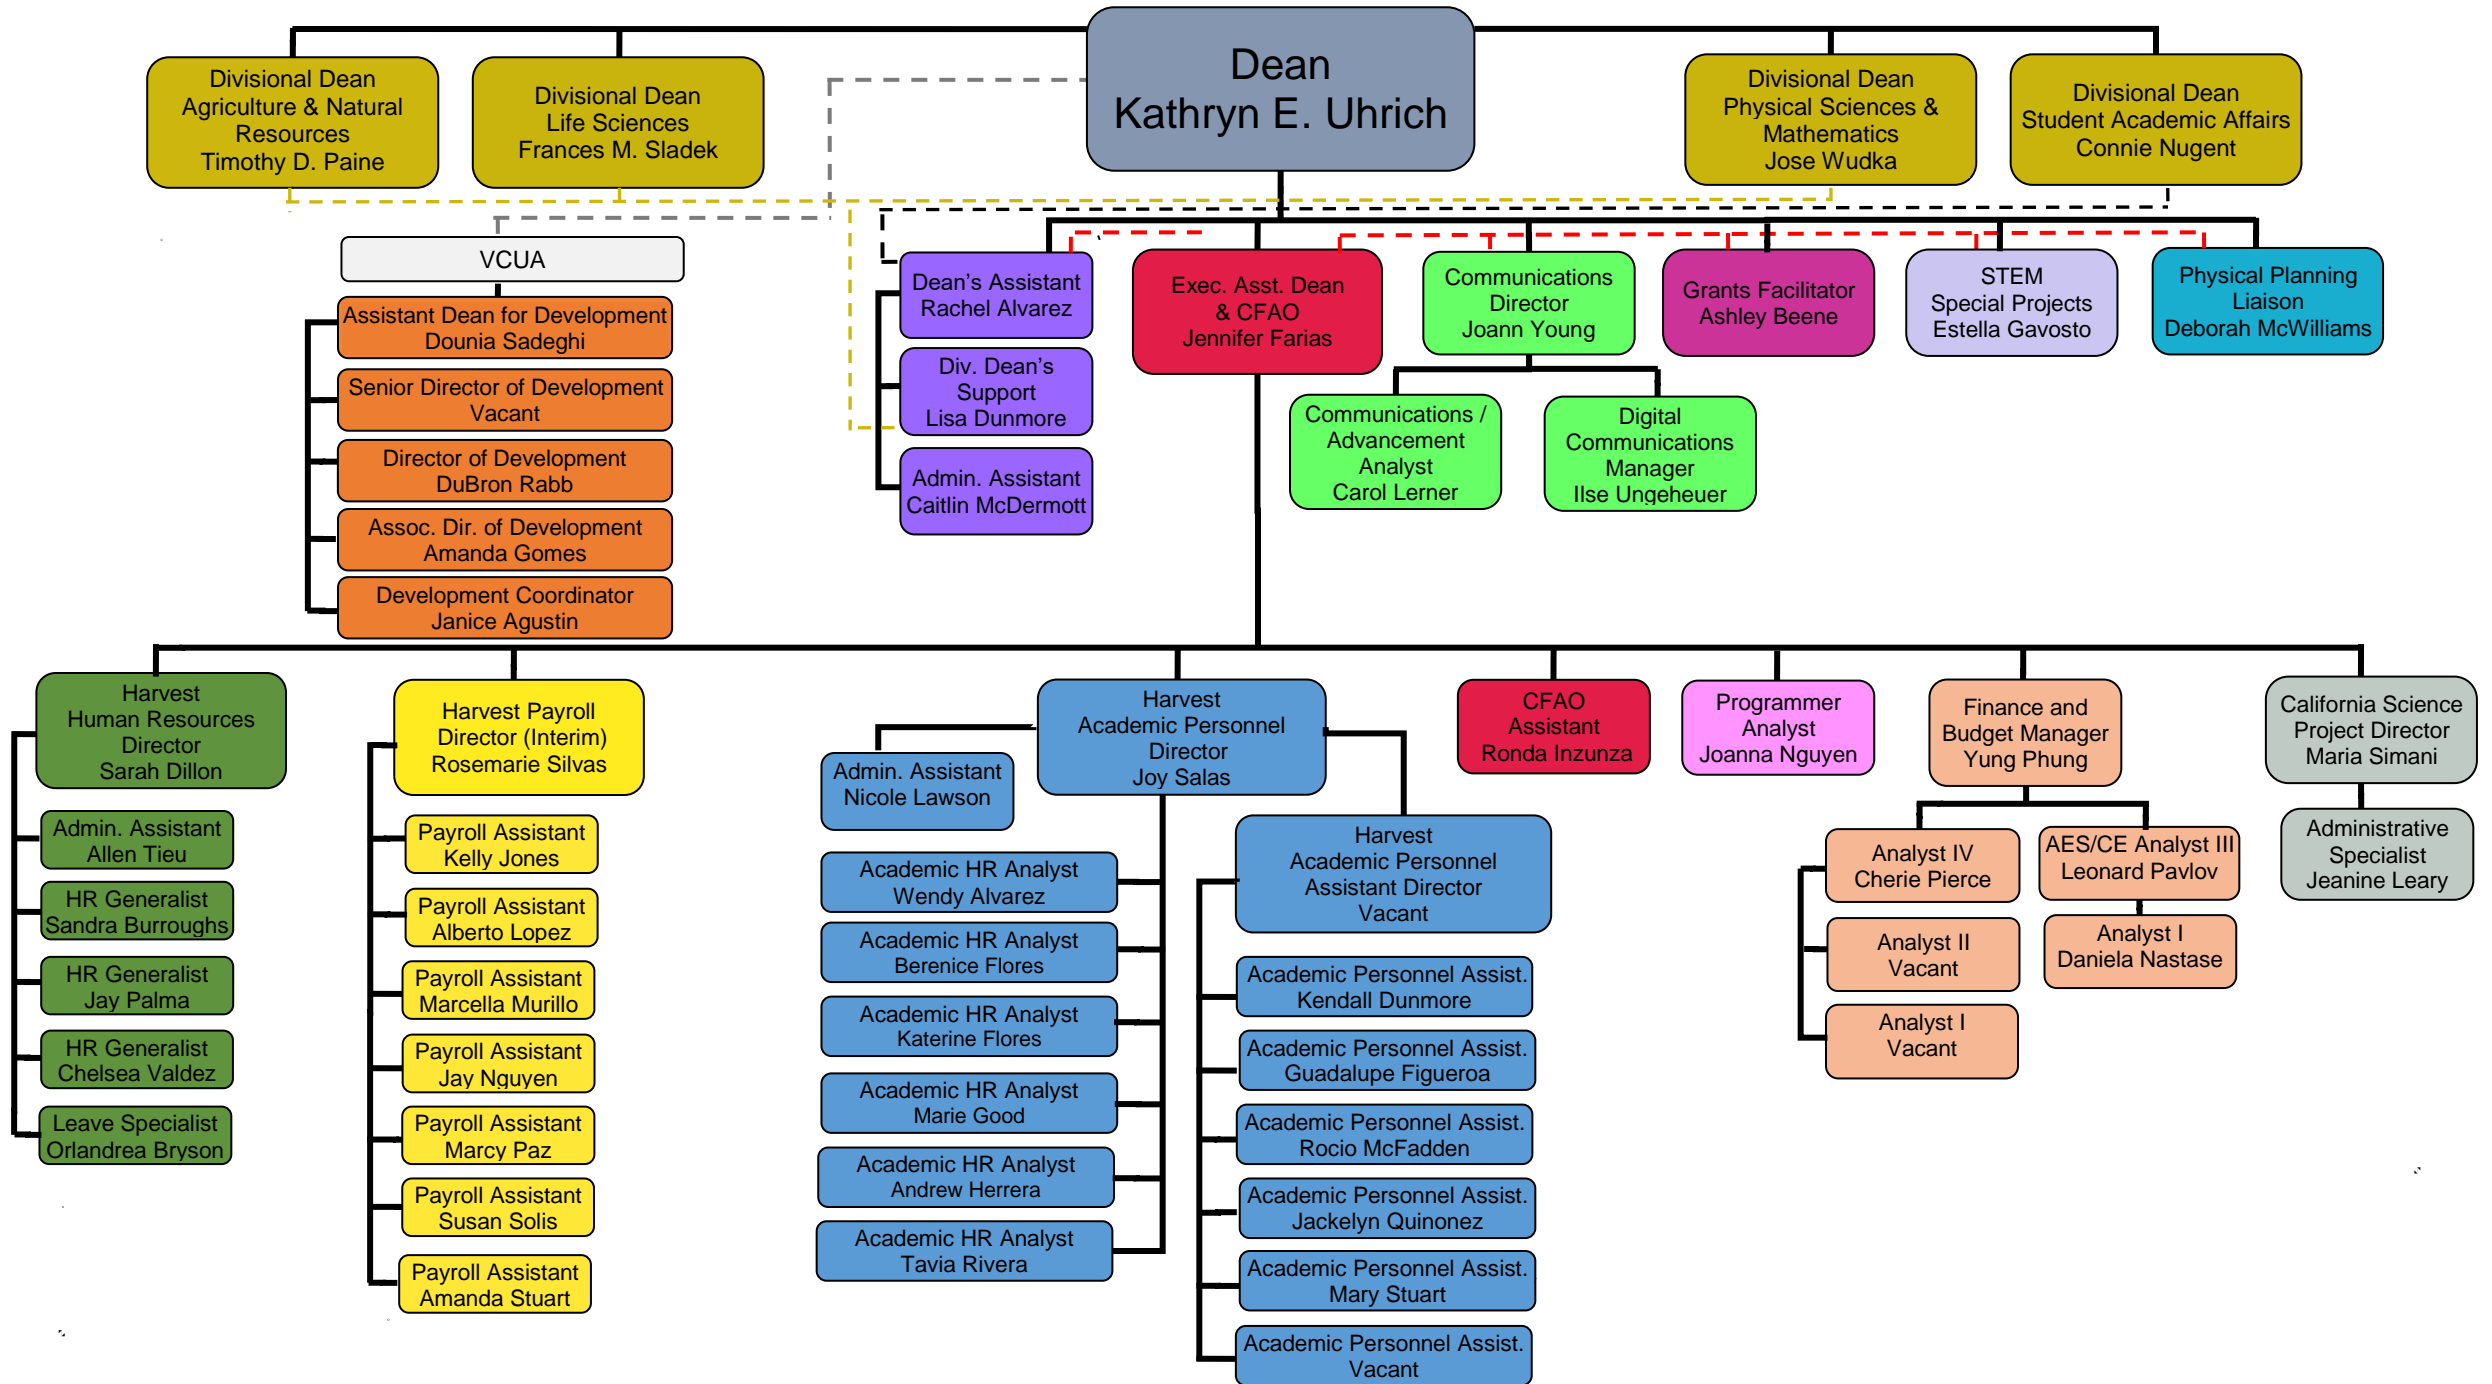 Dean
Kathryn E. Uhrich
Divisional Dean
Agriculture & Natural
Resources
Timothy D. Paine
Divisional Dean
Life Sciences
Frances M. Sladek
Divisional Dean
Physical Sciences &
Mathematics
Jose Wudka
Divisional Dean
Student Academic Affairs
Connie Nugent
VCUA
Assistant Dean for Development
Dounia Sadeghi
Senior Director of Development
Vacant
Director of Development
DuBron Rabb
Assoc. Dir. of Development
Amanda Gomes
Development Coordinator
Janice Agustin
Dean’s Assistant
Rachel Alvarez
Div. Dean’s
Support
Lisa Dunmore
Admin. Assistant
Caitlin McDermott
Exec. Asst. Dean
& CFAO
Jennifer Farias
Communications
Director
Joann Young
Communications /
Advancement
Analyst
Carol Lerner
Digital
Communications
Manager
Ilse Ungeheuer
Grants Facilitator
Ashley Beene
STEM
Special Projects
Estella Gavosto
Physical Planning
Liaison
Deborah McWilliams
Harvest
Human Resources
Director
Sarah Dillon
Admin. Assistant
Allen Tieu
HR Generalist
Sandra Burroughs
HR Generalist
Jay Palma
HR Generalist
Chelsea Valdez
Leave Specialist
Orlandrea Bryson
Harvest Payroll
Director (Interim)
Rosemarie Silvas
Payroll Assistant
Kelly Jones
Payroll Assistant
Alberto Lopez
Payroll Assistant
Marcella Murillo
Payroll Assistant
Jay Nguyen
Payroll Assistant
Marcy Paz
Payroll Assistant
Susan Solis
Payroll Assistant
Amanda Stuart
Harvest
Academic Personnel
Director
Joy Salas
Admin. Assistant
Nicole Lawson
Academic HR Analyst
Wendy Alvarez
Academic HR Analyst
Berenice Flores
Academic HR Analyst
Katerine Flores
Academic HR Analyst
Marie Good
Academic HR Analyst
Andrew Herrera
Academic HR Analyst
Tavia Rivera
Harvest
Academic Personnel
Assistant Director
Vacant
Academic Personnel Assist.
Kendall Dunmore
Academic Personnel Assist.
Guadalupe Figueroa
Academic Personnel Assist.
Rocio McFadden
Academic Personnel Assist.
Jackelyn Quinonez
Academic Personnel Assist.
Mary Stuart
Academic Personnel Assist.
Vacant
CFAO
Assistant
Ronda Inzunza
Programmer
Analyst
Joanna Nguyen
Finance and
Budget Manager
Yung Phung
Analyst IV
Cherie Pierce
Analyst II
Vacant
Analyst I
Vacant
AES/CE Analyst III
Leonard Pavlov
Analyst I
Daniela Nastase
California Science
Project Director
Maria Simani
Administrative
Specialist
Jeanine Leary